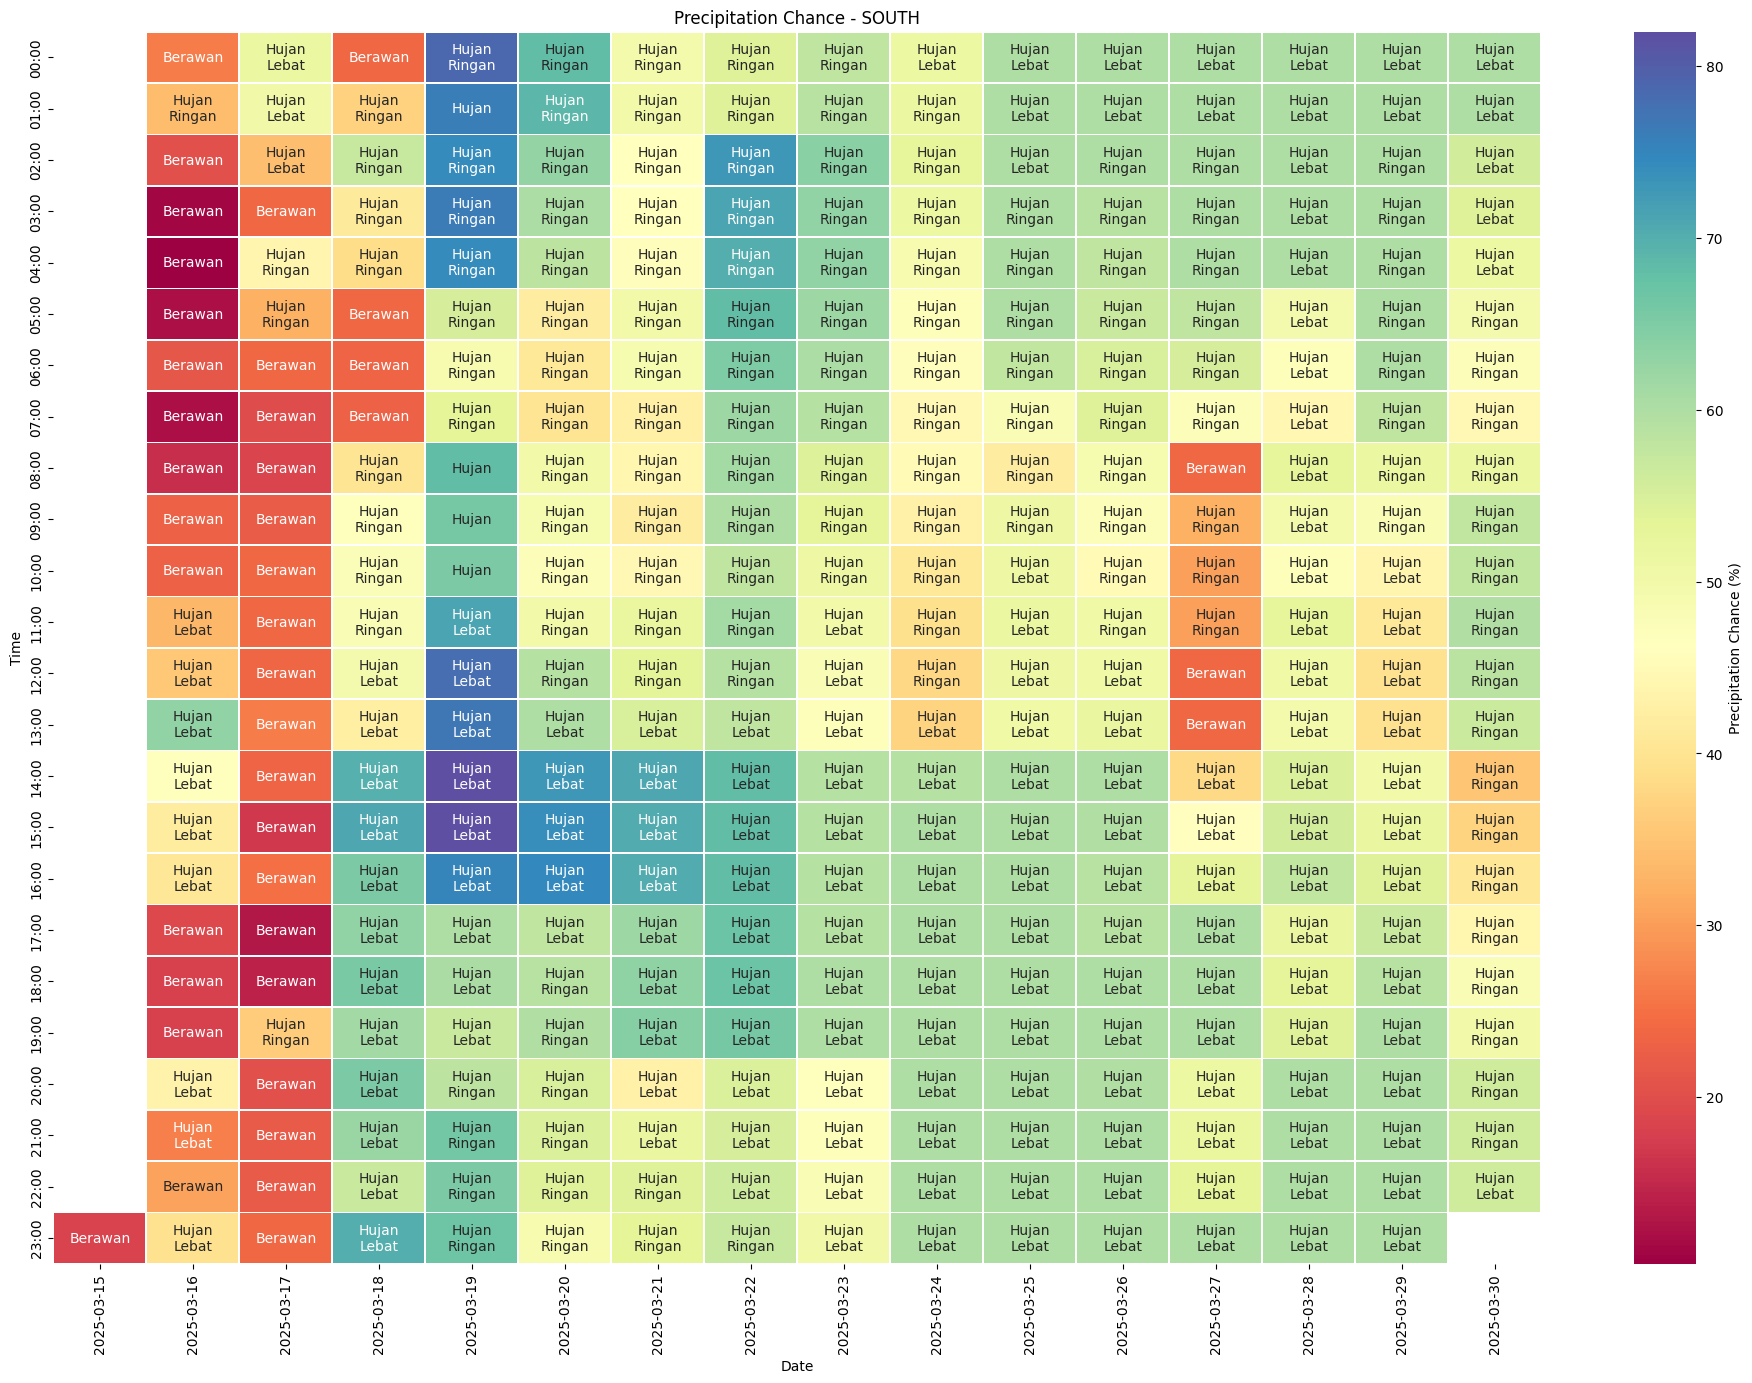 Precipitation Chance - SOUTH
00:00 Berawan Hujan Lebat Berawan Hujan Ringan Hujan Ringan Hujan Ringan Hujan Ringan Hujan Ringan Hujan Lebat Hujan Lebat Hujan Lebat Hujan Lebat Hujan Lebat Hujan Lebat Hujan Lebat
01:00 Hujan Ringan Hujan Lebat Hujan Ringan Hujan Hujan Ringan Hujan Ringan Hujan Ringan Hujan Ringan Hujan Ringan Hujan Lebat Hujan Lebat Hujan Lebat Hujan Lebat Hujan Lebat Hujan Lebat
02:00 Berawan Hujan Lebat Hujan Ringan Hujan Ringan Hujan Ringan Hujan Ringan Hujan Ringan Hujan Ringan Hujan Ringan Hujan Lebat Hujan Ringan Hujan Ringan Hujan Lebat Hujan Ringan Hujan Lebat
03:00 Berawan Berawan Hujan Ringan Hujan Ringan Hujan Ringan Hujan Ringan Hujan Ringan Hujan Ringan Hujan Ringan Hujan Ringan Hujan Ringan Hujan Ringan Hujan Lebat Hujan Ringan Hujan Lebat
04:00 Berawan Hujan Ringan Hujan Ringan Hujan Ringan Hujan Ringan Hujan Ringan Hujan Ringan Hujan Ringan Hujan Ringan Hujan Ringan Hujan Ringan Hujan Ringan Hujan Lebat Hujan Ringan Hujan Lebat
05:00 Berawan Hujan Ringan Berawan Hujan Ringan Hujan Ringan Hujan Ringan Hujan Ringan Hujan Ringan Hujan Ringan Hujan Ringan Hujan Ringan Hujan Ringan Hujan Lebat Hujan Ringan Hujan Ringan
06:00 Berawan Berawan Berawan Hujan Ringan Hujan Ringan Hujan Ringan Hujan Ringan Hujan Ringan Hujan Ringan Hujan Ringan Hujan Ringan Hujan Ringan Hujan Lebat Hujan Ringan Hujan Ringan
07:00 Berawan Berawan Berawan Hujan Ringan Hujan Ringan Hujan Ringan Hujan Ringan Hujan Ringan Hujan Ringan Hujan Ringan Hujan Ringan Hujan Ringan Hujan Lebat Hujan Ringan Hujan Ringan
08:00 Berawan Berawan Hujan Ringan Hujan Hujan Ringan Hujan Ringan Hujan Ringan Hujan Ringan Hujan Ringan Hujan Ringan Hujan Ringan Berawan Hujan Lebat Hujan Ringan Hujan Ringan
09:00 Berawan Berawan Hujan Ringan Hujan Hujan Ringan Hujan Ringan Hujan Ringan Hujan Ringan Hujan Ringan Hujan Ringan Hujan Ringan Hujan Ringan Hujan Lebat Hujan Ringan Hujan Ringan
10:00 Berawan Berawan Hujan Ringan Hujan Hujan Ringan Hujan Ringan Hujan Ringan Hujan Ringan Hujan Ringan Hujan Lebat Hujan Ringan Hujan Ringan Hujan Lebat Hujan Lebat Hujan Ringan
11:00 Hujan Lebat Berawan Hujan Ringan Hujan Lebat Hujan Ringan Hujan Ringan Hujan Ringan Hujan Lebat Hujan Ringan Hujan Lebat Hujan Ringan Hujan Ringan Hujan Lebat Hujan Lebat Hujan Ringan
12:00 Hujan Lebat Berawan Hujan Lebat Hujan Lebat Hujan Ringan Hujan Ringan Hujan Ringan Hujan Lebat Hujan Ringan Hujan Lebat Hujan Lebat Berawan Hujan Lebat Hujan Lebat Hujan Ringan
13:00 Hujan Lebat Berawan Hujan Lebat Hujan Lebat Hujan Lebat Hujan Lebat Hujan Lebat Hujan Lebat Hujan Lebat Hujan Lebat Hujan Lebat Berawan Hujan Lebat Hujan Lebat Hujan Ringan
14:00 Hujan Lebat Berawan Hujan Lebat Hujan Lebat Hujan Lebat Hujan Lebat Hujan Lebat Hujan Lebat Hujan Lebat Hujan Lebat Hujan Lebat Hujan Lebat Hujan Lebat Hujan Lebat Hujan Ringan
15:00 Hujan Lebat Berawan Hujan Lebat Hujan Lebat Hujan Lebat Hujan Lebat Hujan Lebat Hujan Lebat Hujan Lebat Hujan Lebat Hujan Lebat Hujan Lebat Hujan Lebat Hujan Lebat Hujan Ringan
16:00 Hujan Lebat Berawan Hujan Lebat Hujan Lebat Hujan Lebat Hujan Lebat Hujan Lebat Hujan Lebat Hujan Lebat Hujan Lebat Hujan Lebat Hujan Lebat Hujan Lebat Hujan Lebat Hujan Ringan
17:00 Berawan Berawan Hujan Lebat Hujan Lebat Hujan Lebat Hujan Lebat Hujan Lebat Hujan Lebat Hujan Lebat Hujan Lebat Hujan Lebat Hujan Lebat Hujan Lebat Hujan Lebat Hujan Ringan
18:00 Berawan Berawan Hujan Lebat Hujan Lebat Hujan Ringan Hujan Lebat Hujan Lebat Hujan Lebat Hujan Lebat Hujan Lebat Hujan Lebat Hujan Lebat Hujan Lebat Hujan Lebat Hujan Ringan
19:00 Berawan Hujan Ringan Hujan Lebat Hujan Lebat Hujan Ringan Hujan Lebat Hujan Lebat Hujan Lebat Hujan Lebat Hujan Lebat Hujan Lebat Hujan Lebat Hujan Lebat Hujan Lebat Hujan Ringan
20:00 Hujan Lebat Berawan Hujan Lebat Hujan Ringan Hujan Ringan Hujan Lebat Hujan Lebat Hujan Lebat Hujan Lebat Hujan Lebat Hujan Lebat Hujan Lebat Hujan Lebat Hujan Lebat Hujan Ringan
21:00 Hujan Lebat Berawan Hujan Lebat Hujan Ringan Hujan Ringan Hujan Lebat Hujan Lebat Hujan Lebat Hujan Lebat Hujan Lebat Hujan Lebat Hujan Lebat Hujan Lebat Hujan Lebat Hujan Ringan
22:00 Berawan Berawan Hujan Lebat Hujan Ringan Hujan Ringan Hujan Ringan Hujan Lebat Hujan Lebat Hujan Lebat Hujan Lebat Hujan Lebat Hujan Lebat Hujan Lebat Hujan Lebat Hujan Lebat
23:00 Berawan Hujan Lebat Berawan Hujan Lebat Hujan Ringan Hujan Ringan Hujan Ringan Hujan Ringan Hujan Lebat Hujan Lebat Hujan Lebat Hujan Lebat Hujan Lebat Hujan Lebat Hujan Lebat
Time
2025-03-15 2025-03-16 2025-03-17 2025-03-18 2025-03-19 2025-03-20 2025-03-21 2025-03-22 2025-03-23 2025-03-24 2025-03-25 2025-03-26 2025-03-27 2025-03-28 2025-03-29 2025-03-30
Date
80
70
60
50
40
30
20
Precipitation Chance (%)